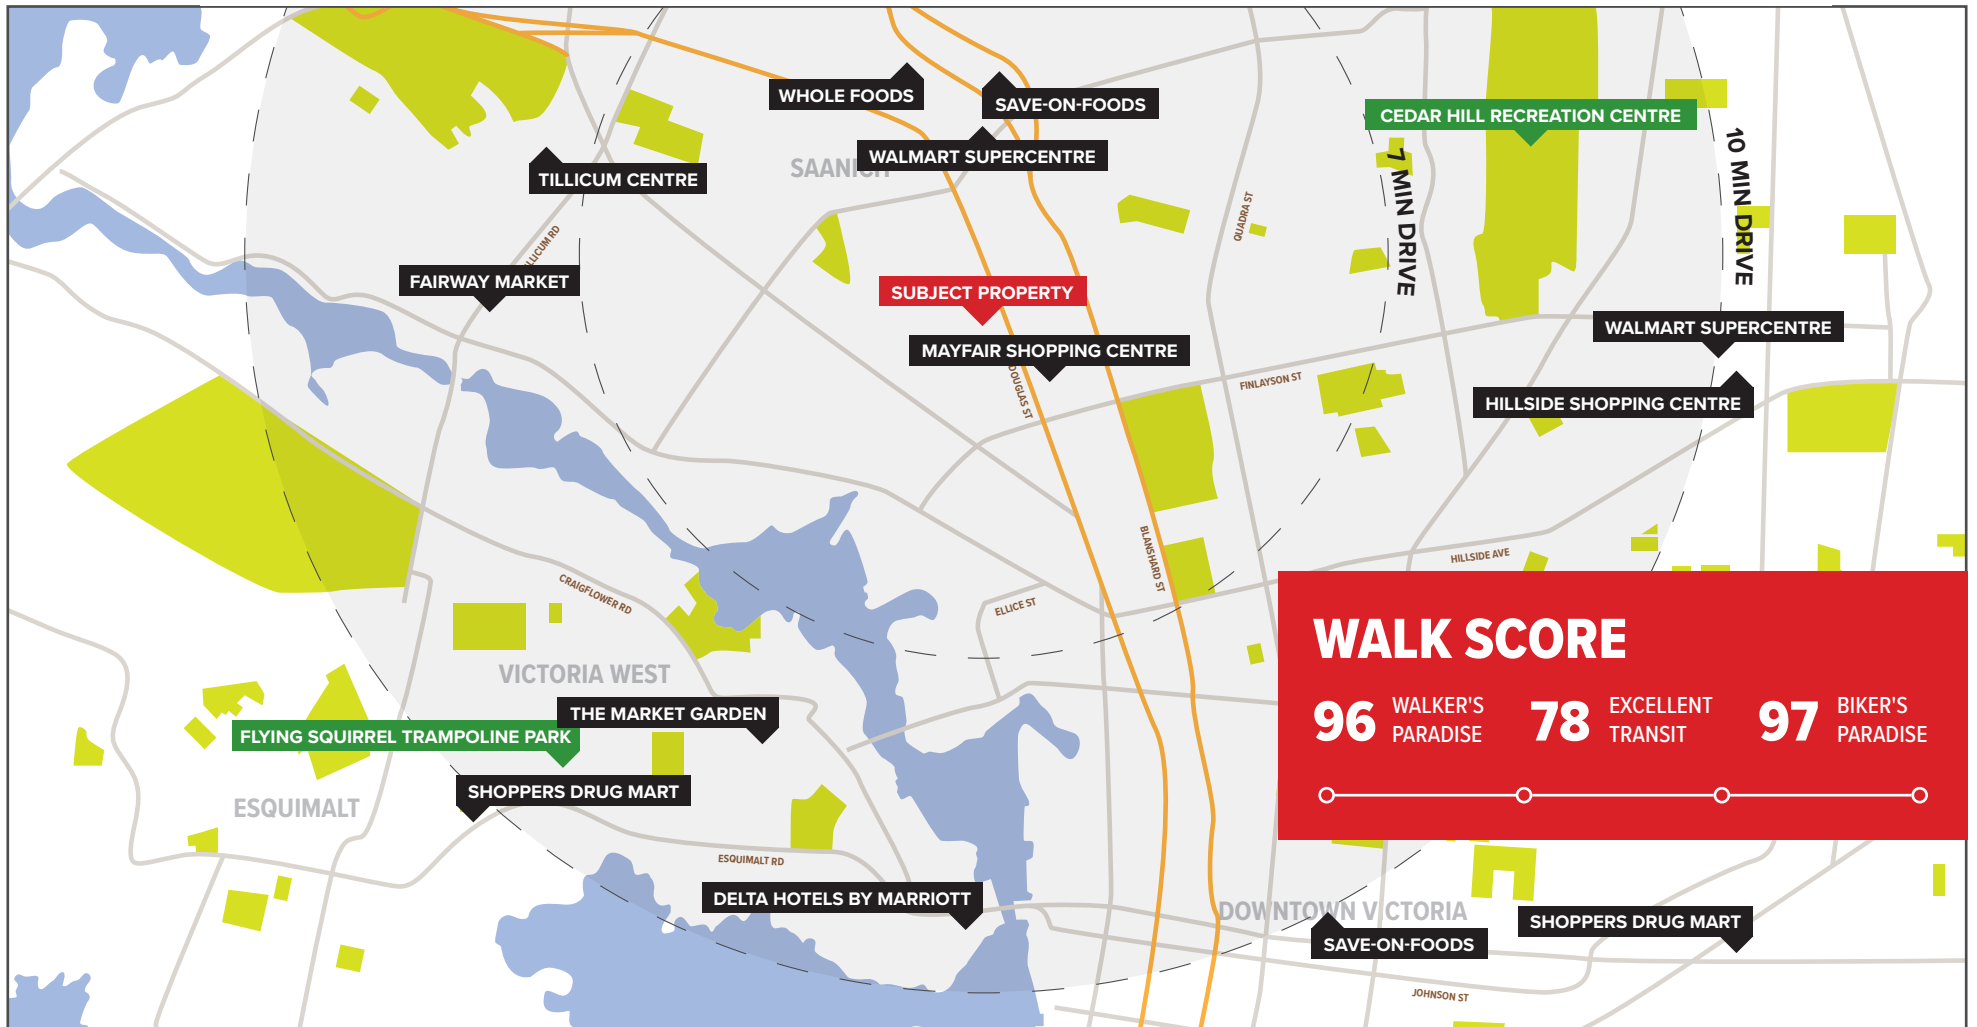 WHOLE FOODS
SAVE-ON-FOODS
CEDAR HILL RECREATION CENTRE
WALMART SUPERCENTRE
SAANICH
TILLICUM CENTRE
7 MIN DRIVE
10 MIN DRIVE
QUADRA ST
FAIRWAY MARKET
SUBJECT PROPERTY
MAYFAIR SHOPPING CENTRE
WALMART SUPERCENTRE
DOUGLAS ST
FINLAYSON ST
HILLSIDE SHOPPING CENTRE
BLANSHARD ST
HILLSIDE AVE
CRAIGFLOWER RD
ELLICE ST
WALK SCORE
96 WALKER'S PARADISE
78 EXCELLENT TRANSIT
97 BIKER'S PARADISE
VICTORIA WEST
THE MARKET GARDEN
FLYING SQUIRREL TRAMPOLINE PARK
SHOPPERS DRUG MART
ESQUIMALT
ESQUIMALT RD
DELTA HOTELS BY MARRIOTT
DOWNTOWN VICTORIA
SAVE-ON-FOODS
SHOPPERS DRUG MART
JOHNSON ST